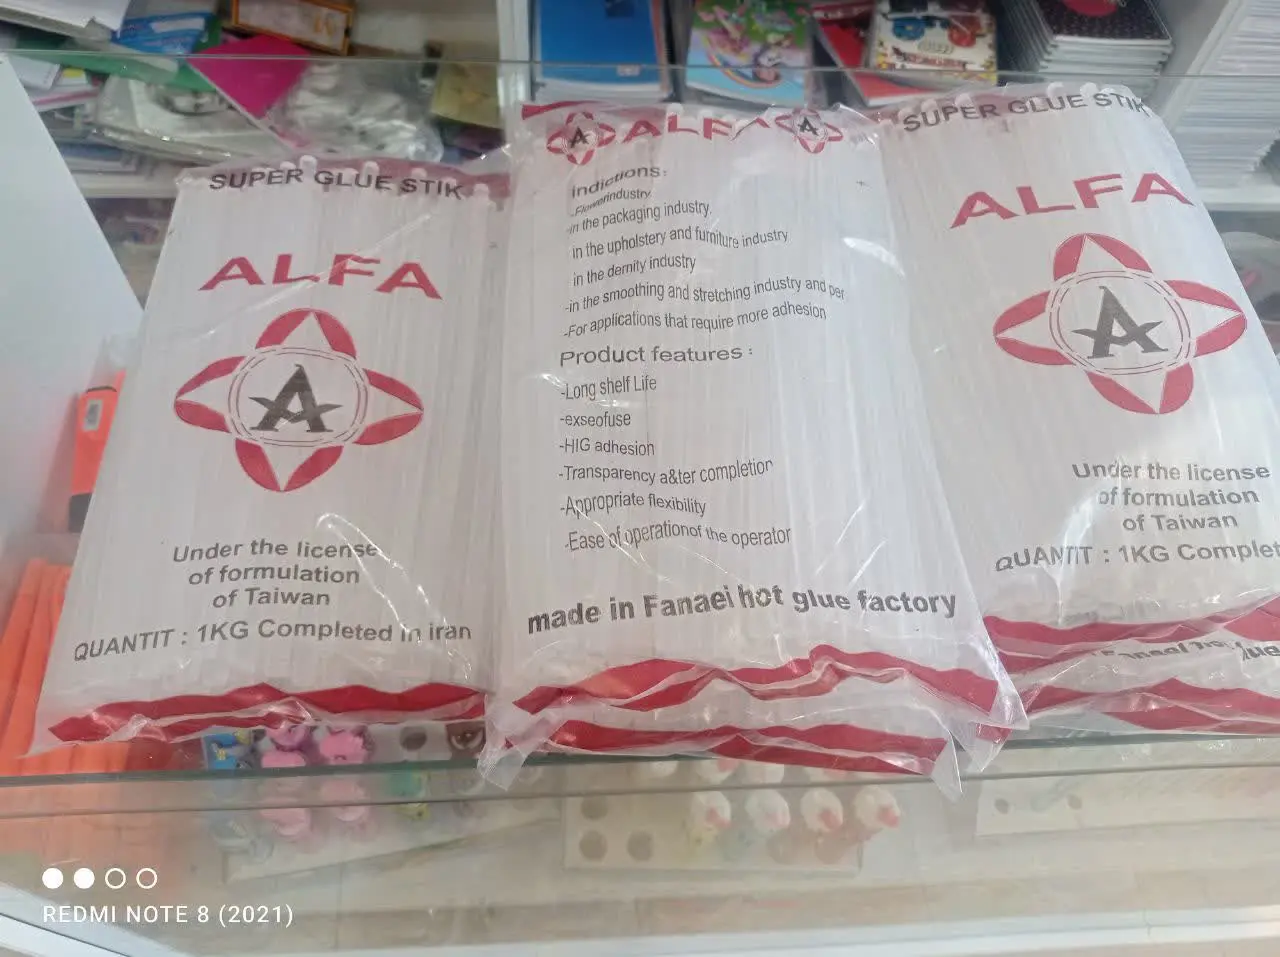 SUPER GLUE STIK
ALFA
A
Under the license
of formulation
of Taiwan
QUANTIT : 1KG Completed in iran
A ALFA A
Indictions:
-Flowerindustry
-in the packaging industry.
in the upholstery and furniture industry
in the dernity industry
-in the smoothing and stretching industry and per
-For applications that require more adhesion
Product features :
-Long shelf Life
-exseofuse
-HIG adhesion
-Transparency a&ter completion
-Appropriate flexibility
-Ease of operationof the operator
made in Fanaei hot glue factory
SUPER GLUE STIK
ALFA
A
Under the license
of formulation
of Taiwan
QUANTIT : 1KG Complet
REDMI NOTE 8 (2021)